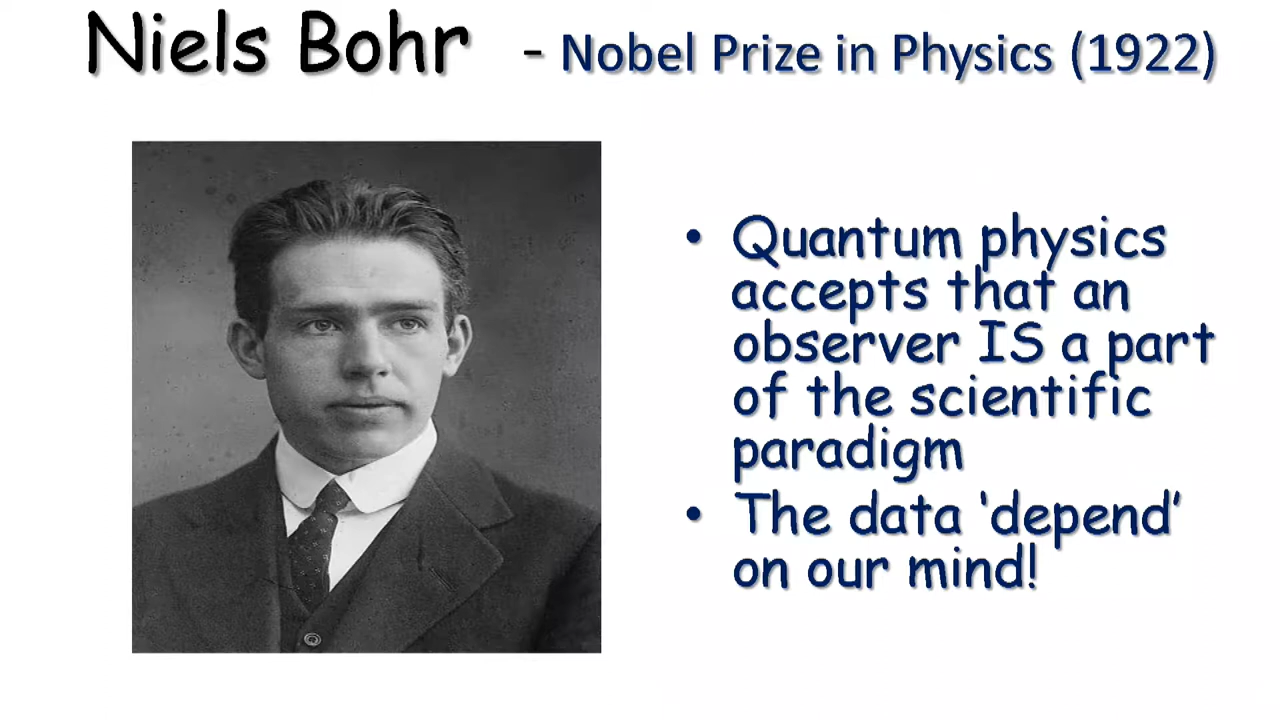 Niels Bohr - Nobel Prize in Physics (1922)
• Quantum physics
accepts that an
observer IS a part
of the scientific
paradigm
• The data ‘depend’
on our mind!